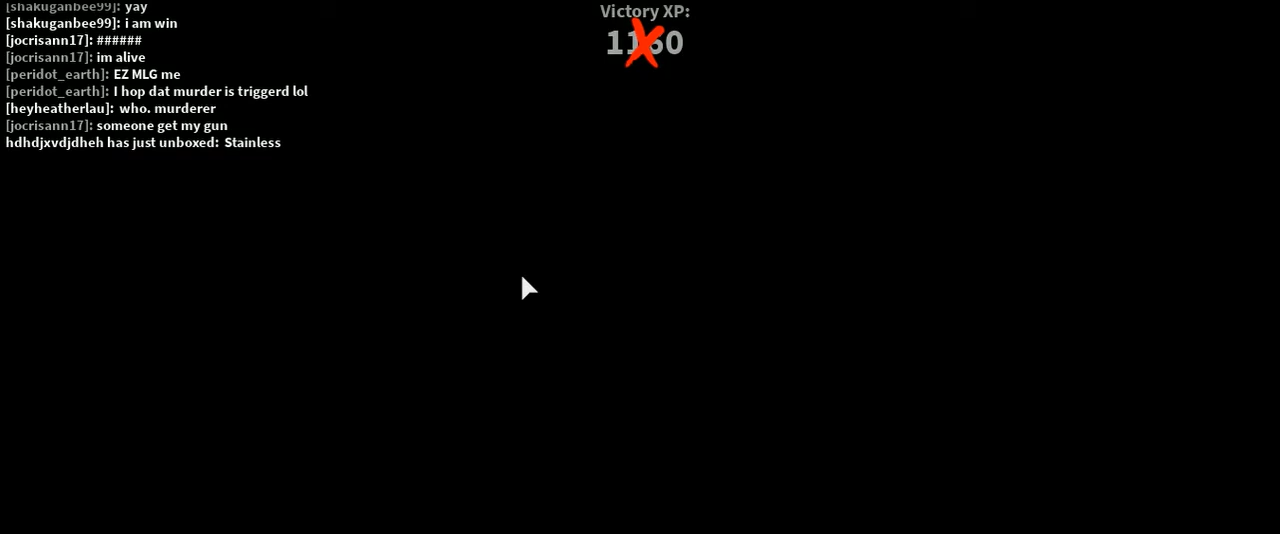 [shakuganbee99]: yay
[shakuganbee99]: i am win
[jocrisann17]: ######
[jocrisann17]: im alive
[peridot_earth]: EZ MLG me
[peridot_earth]: I hop dat murder is triggerd lol
[heyheatherlau]: who. murderer
[jocrisann17]: someone get my gun
hdhdjxvdjdheh has just unboxed: Stainless
Victory XP: